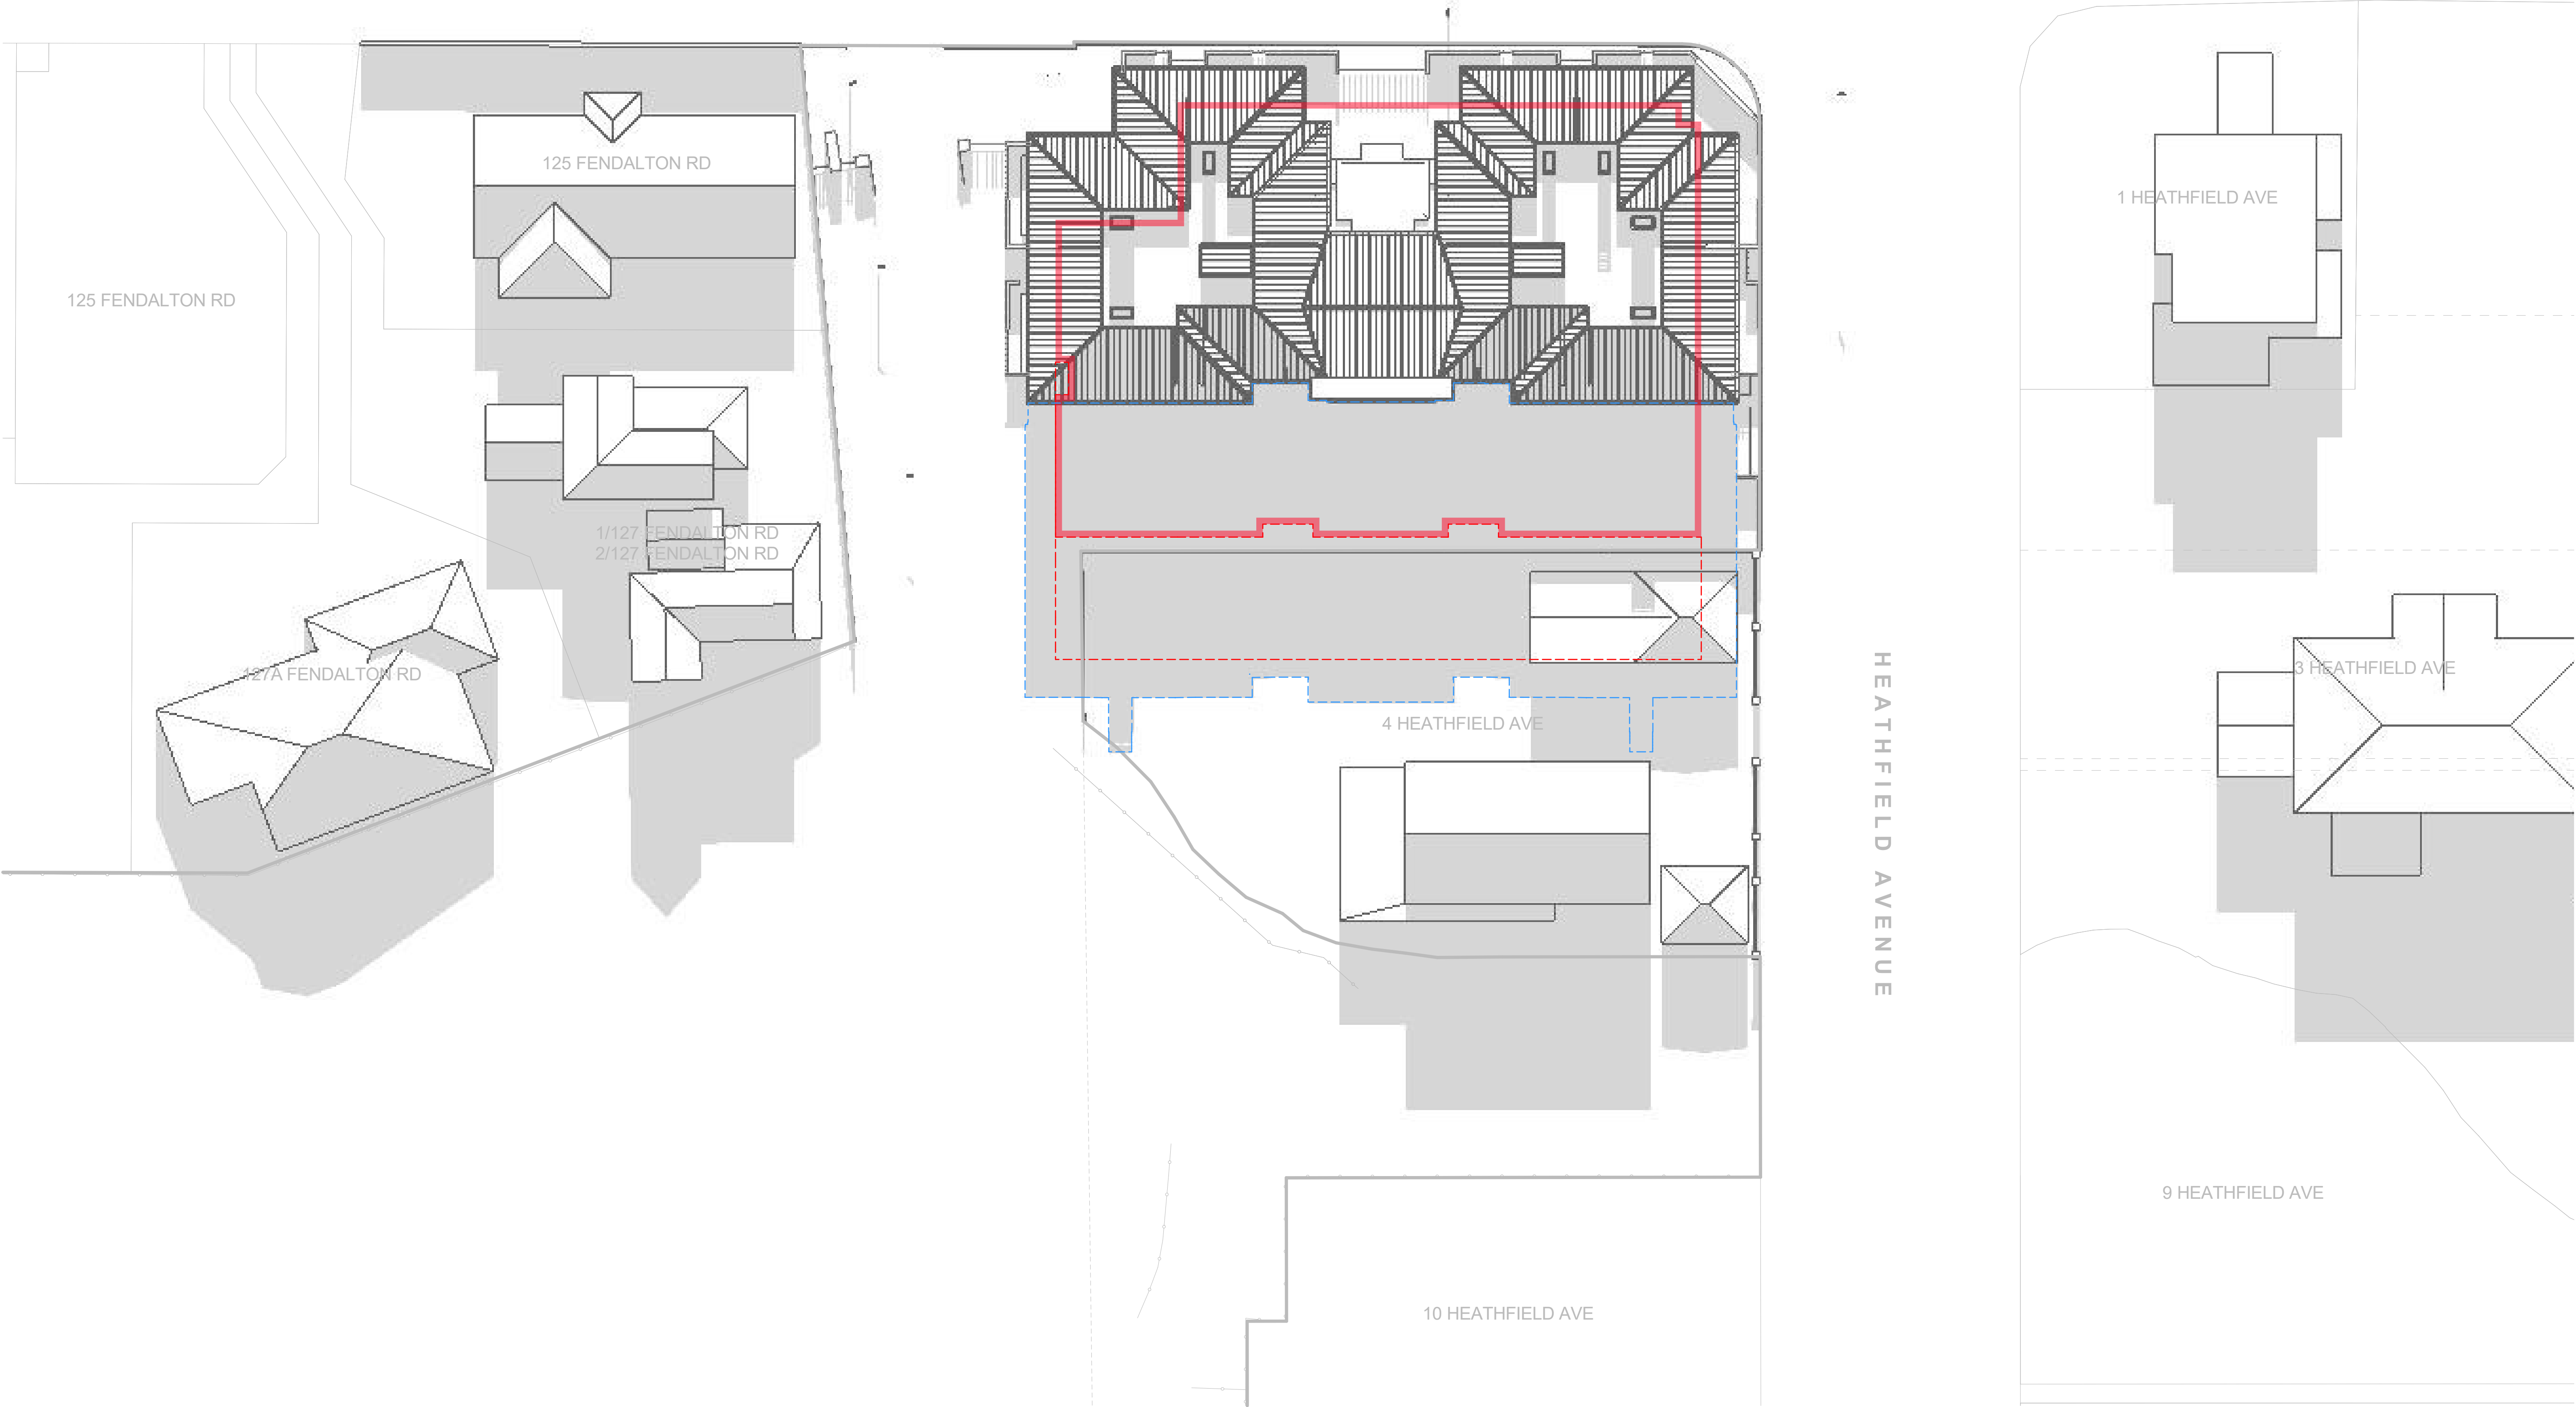 125 FENDALTON RD
1 HEATHFIELD AVE
125 FENDALTON RD
1/127 FENDALTON RD
2/127 FENDALTON RD
127A FENDALTON RD
3 HEATHFIELD AVE
4 HEATHFIELD AVE
HEATHFIELD AVENUE
9 HEATHFIELD AVE
10 HEATHFIELD AVE